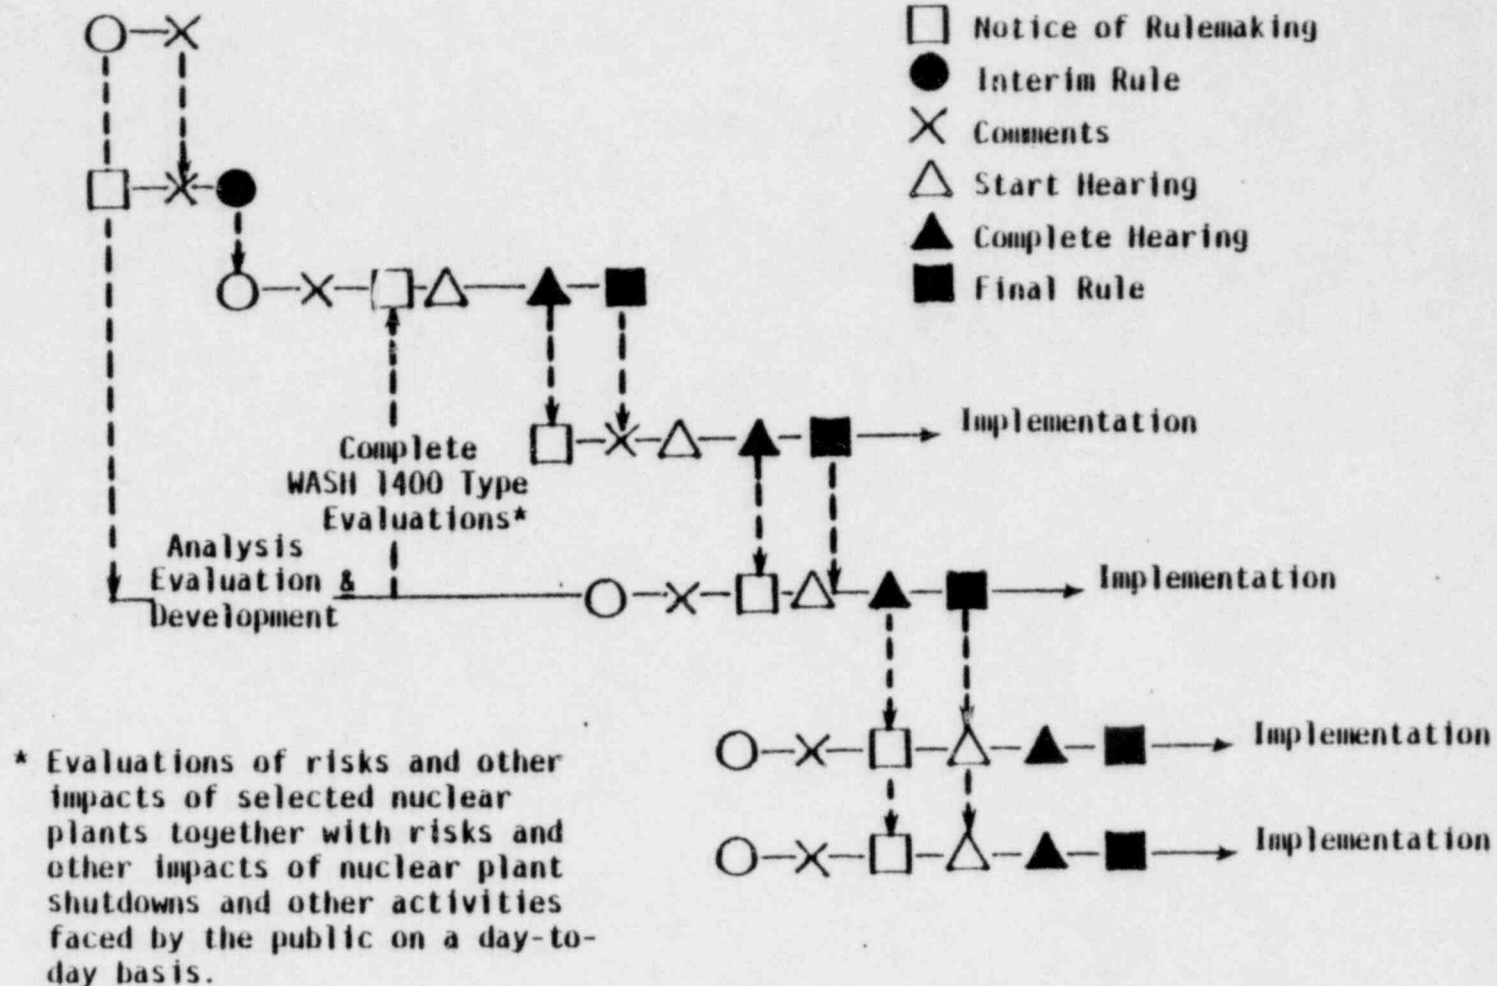 Notice of Rulemaking
Interim Rule
Comments
Start Hearing
Complete Hearing
Final Rule
Implementation
Complete
WASH 1400 Type
Evaluations*
Analysis
Evaluation &
Development
Implementation
Implementation
Implementation
* Evaluations of risks and other
impacts of selected nuclear
plants together with risks and
other impacts of nuclear plant
shutdowns and other activities
faced by the public on a day-to-
day basis.